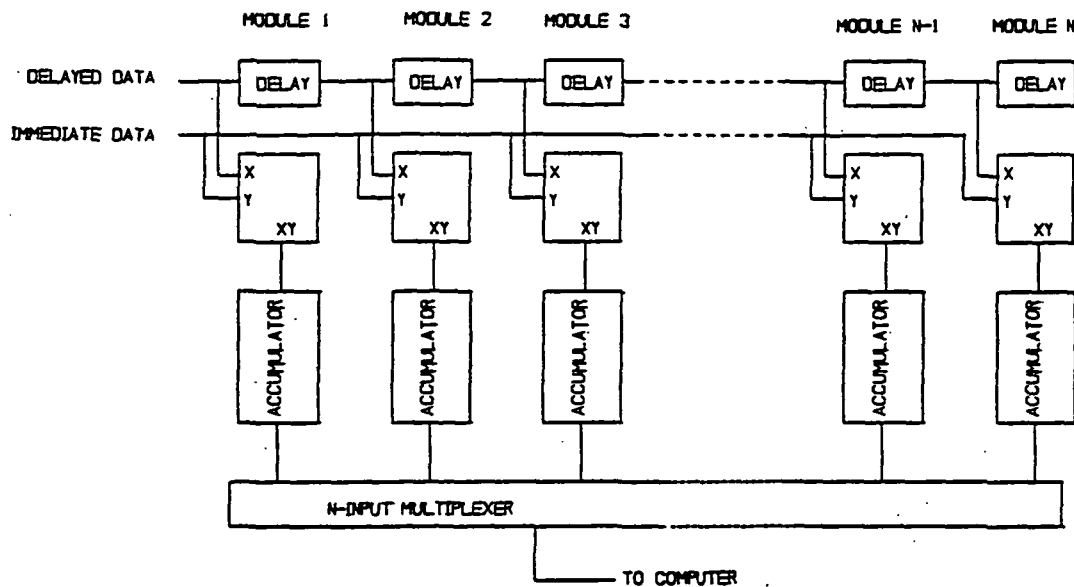 MODULE 1 MODULE 2 MODULE 3 MODULE N-1 MODULE N
DELAYED DATA DELAY DELAY DELAY DELAY DELAY
IMMEDIATE DATA
X X X X X
Y Y Y Y Y
XY XY XY XY XY
ACCUMULATOR ACCUMULATOR ACCUMULATOR ACCUMULATOR ACCUMULATOR
N-INPUT MULTIPLEXER
TO COMPUTER